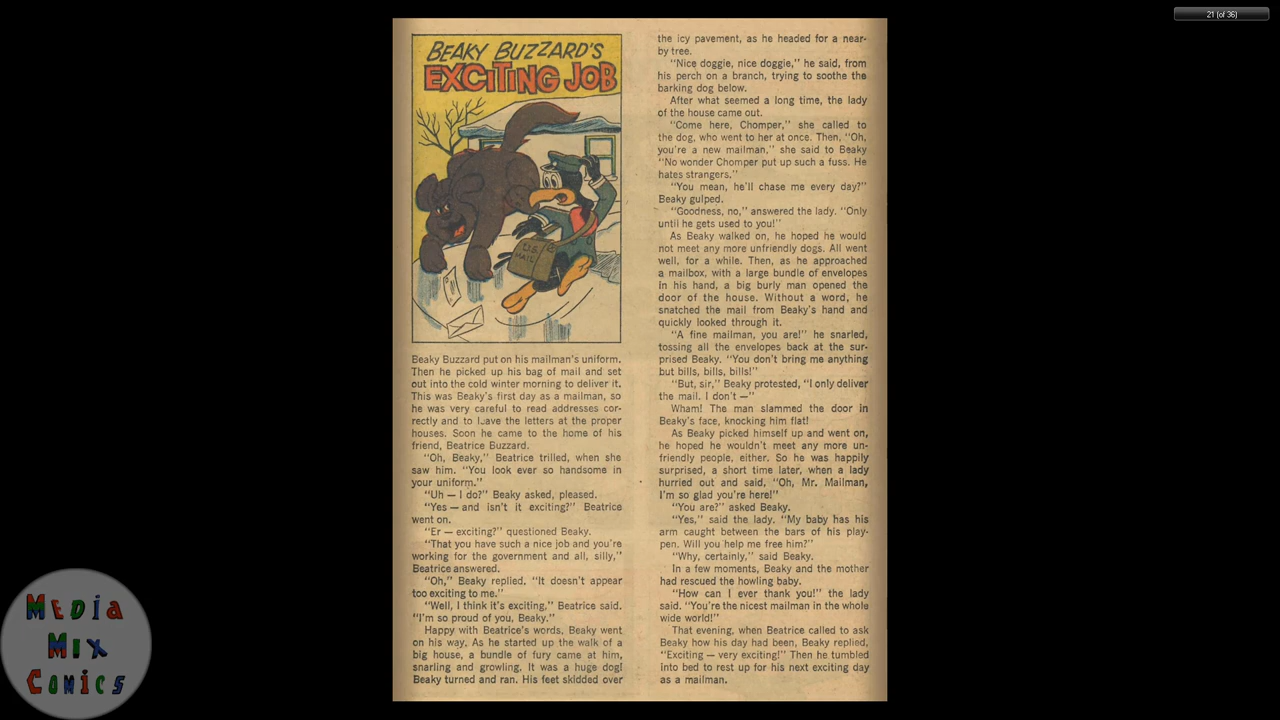 21 (of 36)
BEAKY BUZZARD'S
EXCITING JOB
U.S.
MAIL
Beaky Buzzard put on his mailman's uniform.
Then he picked up his bag of mail and set
out into the cold winter morning to deliver it.
This was Beaky's first day as a mailman, so
he was very careful to read addresses cor-
rectly and to leave the letters at the proper
houses. Soon he came to the home of his
friend, Beatrice Buzzard.
"Oh, Beaky," Beatrice trilled, when she
saw him. "You look ever so handsome in
your uniform."
"Uh — I do?" Beaky asked, pleased.
"Yes — and isn't it exciting?" Beatrice
went on.
"Er — exciting?" questioned Beaky.
"That you have such a nice job and you're
working for the government and all, silly,"
Beatrice answered.
"Oh," Beaky replied. "It doesn't appear
too exciting to me."
"Well, I think it's exciting," Beatrice said.
"I'm so proud of you, Beaky."
Happy with Beatrice's words, Beaky went
on his way, As he started up the walk of a
big house, a bundle of fury came at him,
snarling and growling. It was a huge dog!
Beaky turned and ran. His feet skidded over
the icy pavement, as he headed for a near-
by tree.
"Nice doggie, nice doggie," he said, from
his perch on a branch, trying to soothe the
barking dog below.
After what seemed a long time, the lady
of the house came out.
"Come here, Chomper," she called to
the dog, who went to her at once. Then, "Oh,
you're a new mailman," she said to Beaky
"No wonder Chomper put up such a fuss. He
hates strangers."
"You mean, he'll chase me every day?"
Beaky gulped.
"Goodness, no," answered the lady. "Only
until he gets used to you!"
As Beaky walked on, he hoped he would
not meet any more unfriendly dogs. All went
well, for a while. Then, as he approached
a mailbox, with a large bundle of envelopes
in his hand, a big burly man opened the
door of the house. Without a word, he
snatched the mail from Beaky's hand and
quickly looked through it.
"A fine mailman, you are!" he snarled,
tossing all the envelopes back at the sur-
prised Beaky. "You don't bring me anything
but bills, bills, bills!"
"But, sir," Beaky protested, "I only deliver
the mail. I don't —"
Wham! The man slammed the door in
Beaky's face, knocking him flat!
As Beaky picked himself up and went on,
he hoped he wouldn't meet any more un-
friendly people, either. So he was happily
surprised, a short time later, when a lady
hurried out and said, "Oh, Mr. Mailman,
I'm so glad you're here!"
"You are?" asked Beaky.
"Yes," said the lady. "My baby has his
arm caught between the bars of his play-
pen. Will you help me free him?"
"Why, certainly," said Beaky.
In a few moments, Beaky and the mother
had rescued the howling baby.
"How can I ever thank you!" the lady
said. "You're the nicest mailman in the whole
wide world!"
That evening, when Beatrice called to ask
Beaky how his day had been, Beaky replied,
"Exciting — very exciting!" Then he tumbled
into bed to rest up for his next exciting day
as a mailman.
MEDIA
MIX
COMICS